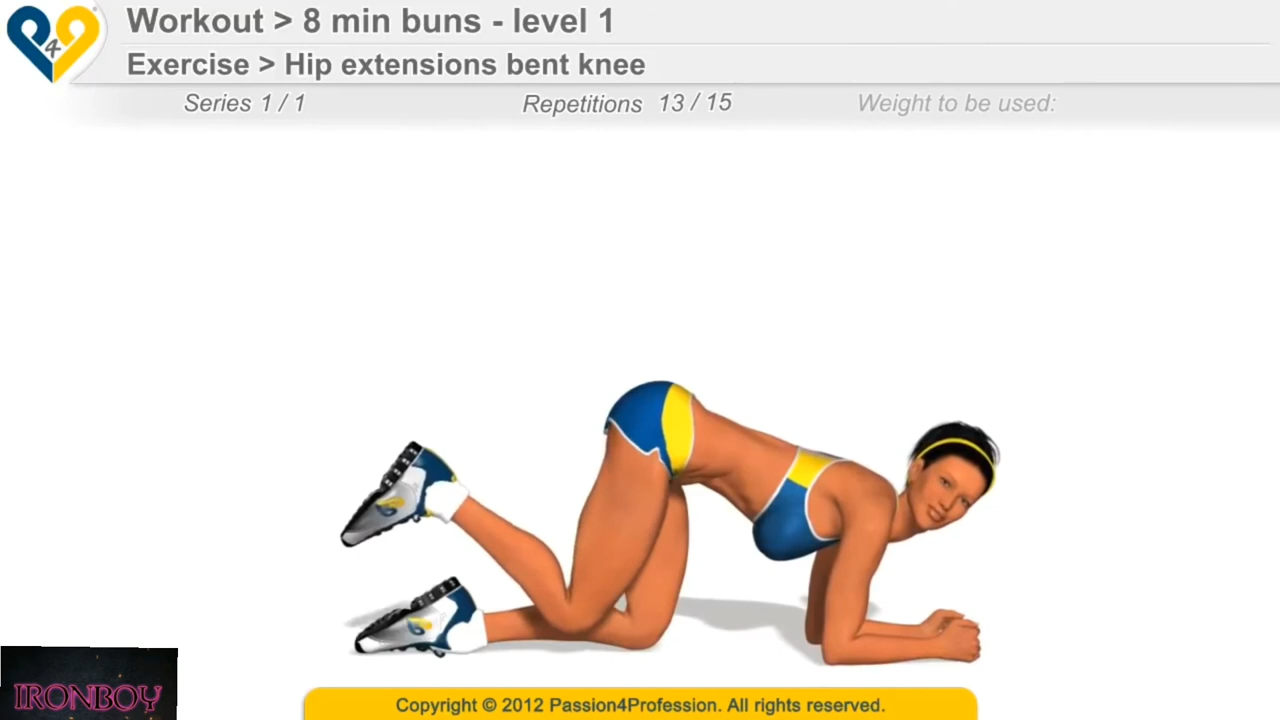 Workout > 8 min buns - level 1
Exercise > Hip extensions bent knee
Series 1 / 1 Repetitions 13 / 15 Weight to be used:
4
IRONBOY
Copyright © 2012 Passion4Profession. All rights reserved.